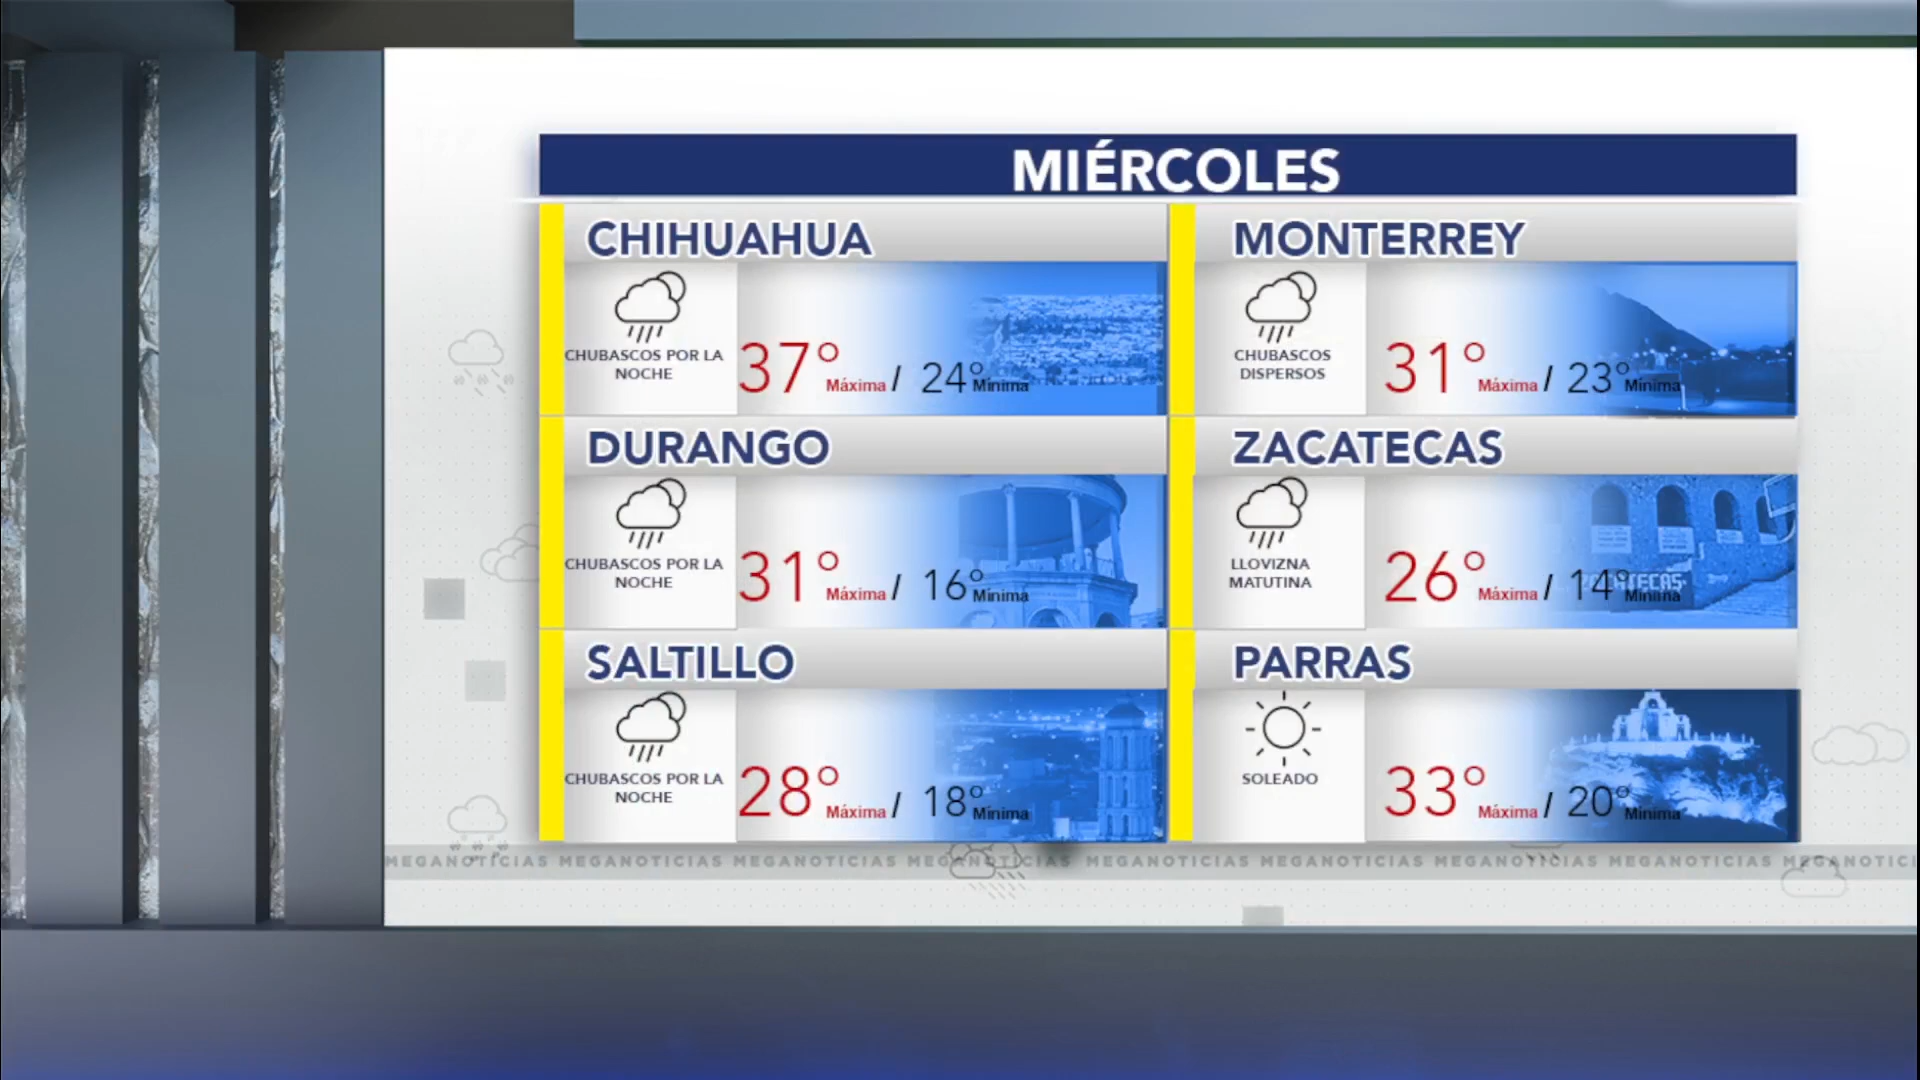 MIÉRCOLES
CHIHUAHUA
CHUBASCOS POR LA
NOCHE
37° Máxima / 24° Mínima
MONTERREY
CHUBASCOS
DISPERSOS
31° Máxima / 23° Mínima
DURANGO
CHUBASCOS POR LA
NOCHE
31° Máxima / 16° Mínima
ZACATECAS
LLOVIZNA
MATUTINA
26° Máxima / 14° Mínima
ZACATECAS
SALTILLO
CHUBASCOS POR LA
NOCHE
28° Máxima / 18° Mínima
PARRAS
SOLEADO
33° Máxima / 20° Mínima
MEGANOTICIAS MEGANOTICIAS MEGANOTICIAS MEGANOTICIAS MEGANOTICIAS MEGANOTICIAS MEGANOTICIAS MEGANOTICIAS MEGANOTICI